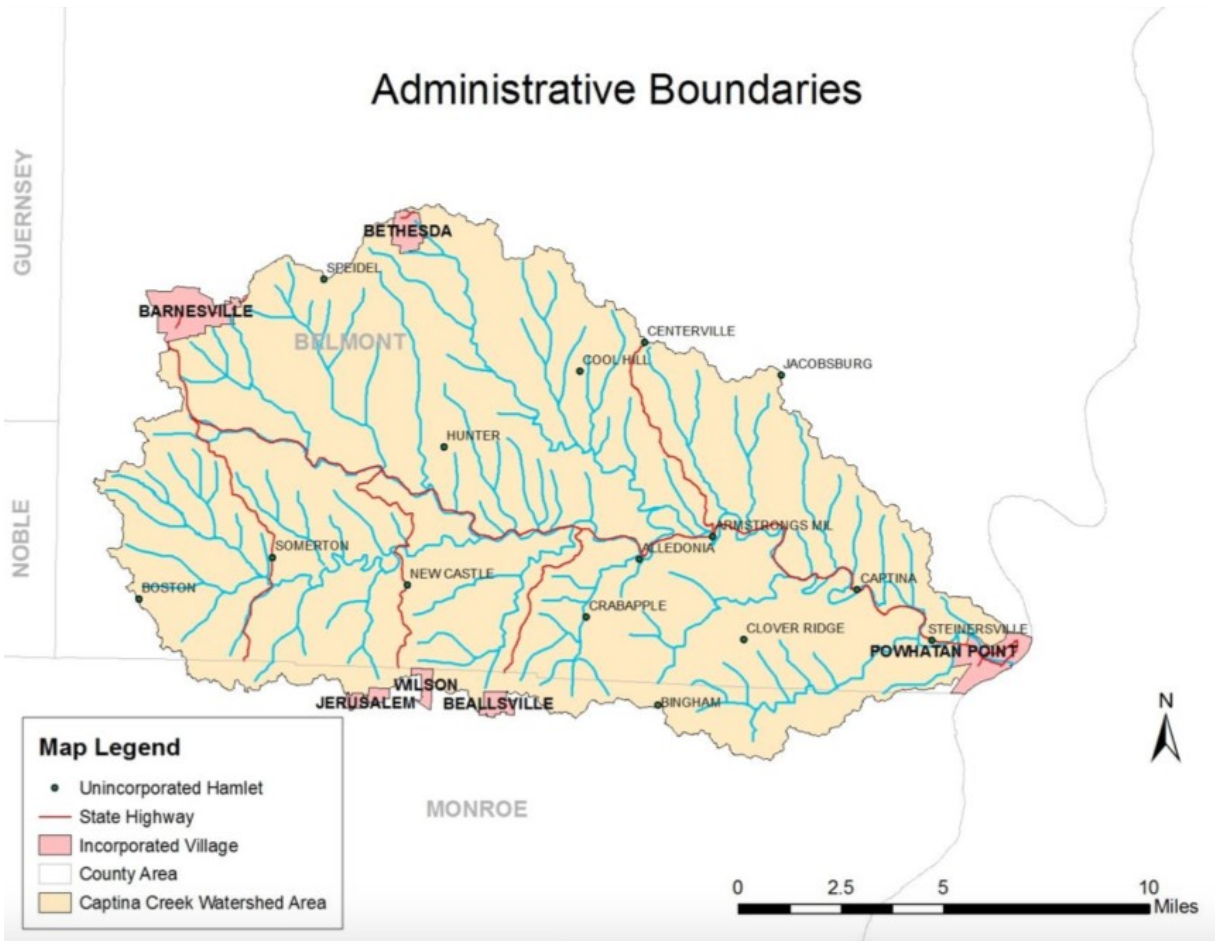 Administrative Boundaries
GUERNSEY
BETHESDA
SPEIDEL
BARNESVILLE
BELMONT
CENTERVILLE
COOL HILL
JACOBSBURG
HUNTER
NOBLE
ARMSTRONGS MIL
SOMERTON
ALLEDONIA
NEW CASTLE
CAPTINA
BOSTON
CRABAPPLE
CLOVER RIDGE
STEINERSVILLE
POWHATAN POINT
WILSON
JERUSALEM
BEALLSVILLE
BINGHAM
N
Map Legend
Unincorporated Hamlet
State Highway
Incorporated Village
County Area
Captina Creek Watershed Area
MONROE
0 2.5 5 10
Miles